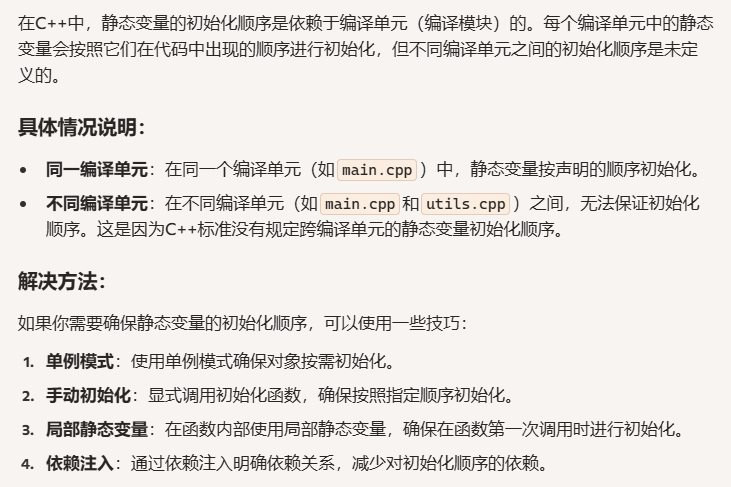 在C++中，静态变量的初始化顺序是依赖于编译单元（编译模块）的。每个编译单元中的静态
变量会按照它们在代码中出现的顺序进行初始化，但不同编译单元之间的初始化顺序是未定
义的。
具体情况说明：
• 同一编译单元：在同一个编译单元（如 main.cpp ）中，静态变量按声明的顺序初始化。
• 不同编译单元：在不同编译单元（如 main.cpp 和 utils.cpp ）之间，无法保证初始化
顺序。这是因为C++标准没有规定跨编译单元的静态变量初始化顺序。
解决方法：
如果你需要确保静态变量的初始化顺序，可以使用一些技巧：
1. 单例模式：使用单例模式确保对象按需初始化。
2. 手动初始化：显式调用初始化函数，确保按照指定顺序初始化。
3. 局部静态变量：在函数内部使用局部静态变量，确保在函数第一次调用时进行初始化。
4. 依赖注入：通过依赖注入明确依赖关系，减少对初始化顺序的依赖。